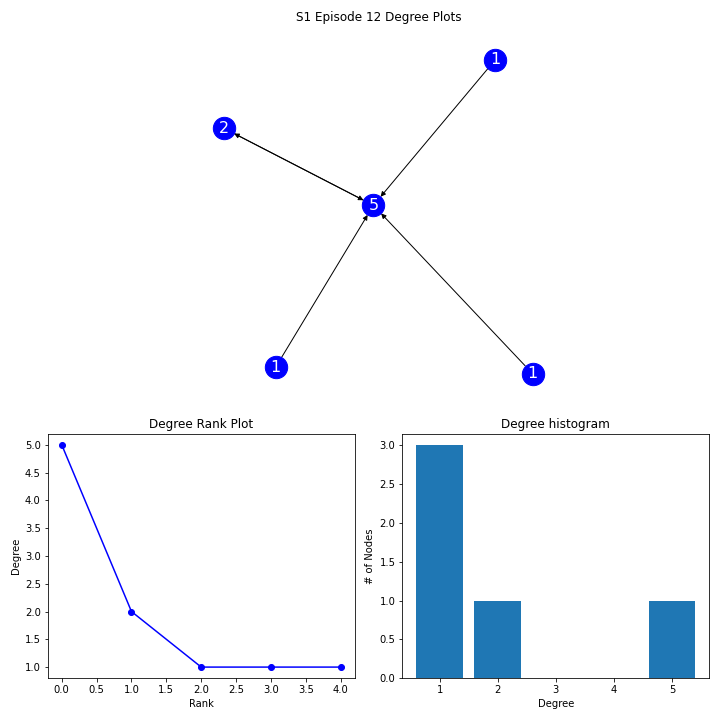 S1 Episode 12 Degree Plots
1
2
5
1
1
Degree Rank Plot
Degree histogram
5.0
4.5
4.0
3.5
3.0
2.5
2.0
1.5
1.0
Degree
0.0 0.5 1.0 1.5 2.0 2.5 3.0 3.5 4.0
Rank
3.0
2.5
2.0
1.5
1.0
0.5
0.0
# of Nodes
1 2 3 4 5
Degree